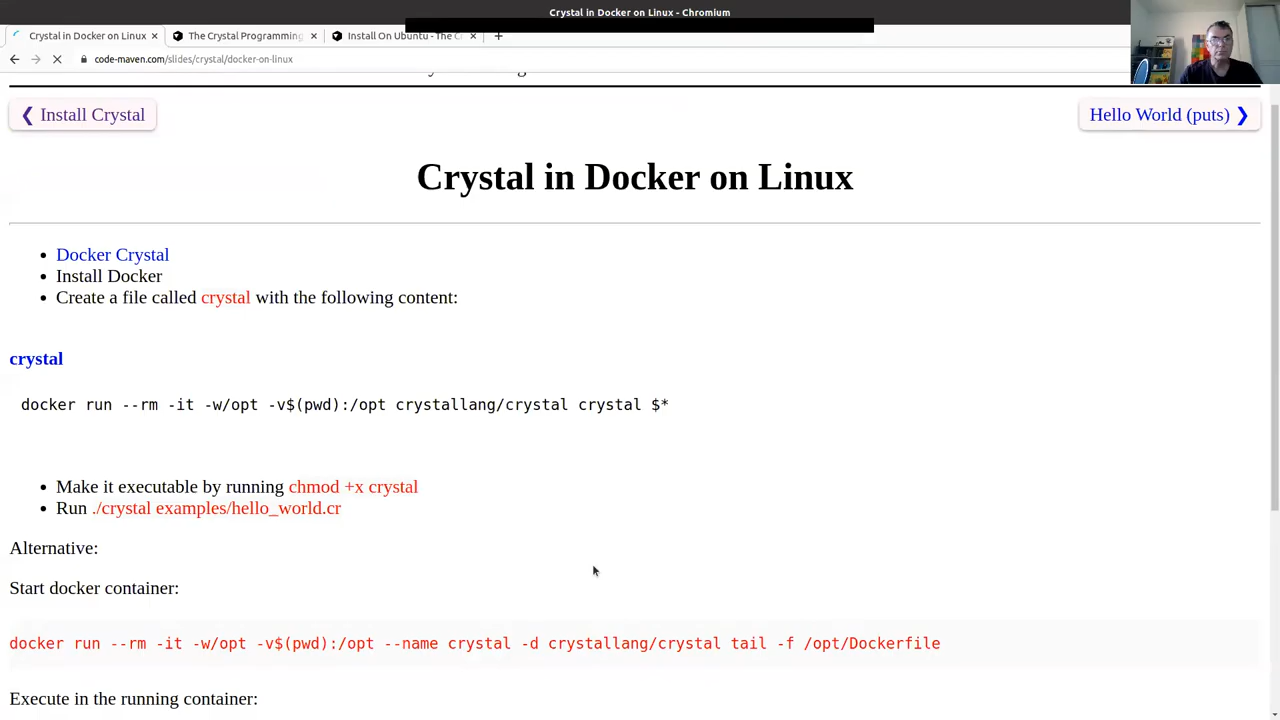 Crystal in Docker on Linux - Chromium
Crystal in Docker on Linux
The Crystal Programming
Install On Ubuntu - The C
code-maven.com/slides/crystal/docker-on-linux
❮ Install Crystal
Hello World (puts) ❯
Crystal in Docker on Linux
Docker Crystal
Install Docker
Create a file called crystal with the following content:
crystal
docker run --rm -it -w/opt -v$(pwd):/opt crystallang/crystal crystal $*
Make it executable by running chmod +x crystal
Run ./crystal examples/hello_world.cr
Alternative:
Start docker container:
docker run --rm -it -w/opt -v$(pwd):/opt --name crystal -d crystallang/crystal tail -f /opt/Dockerfile
Execute in the running container: